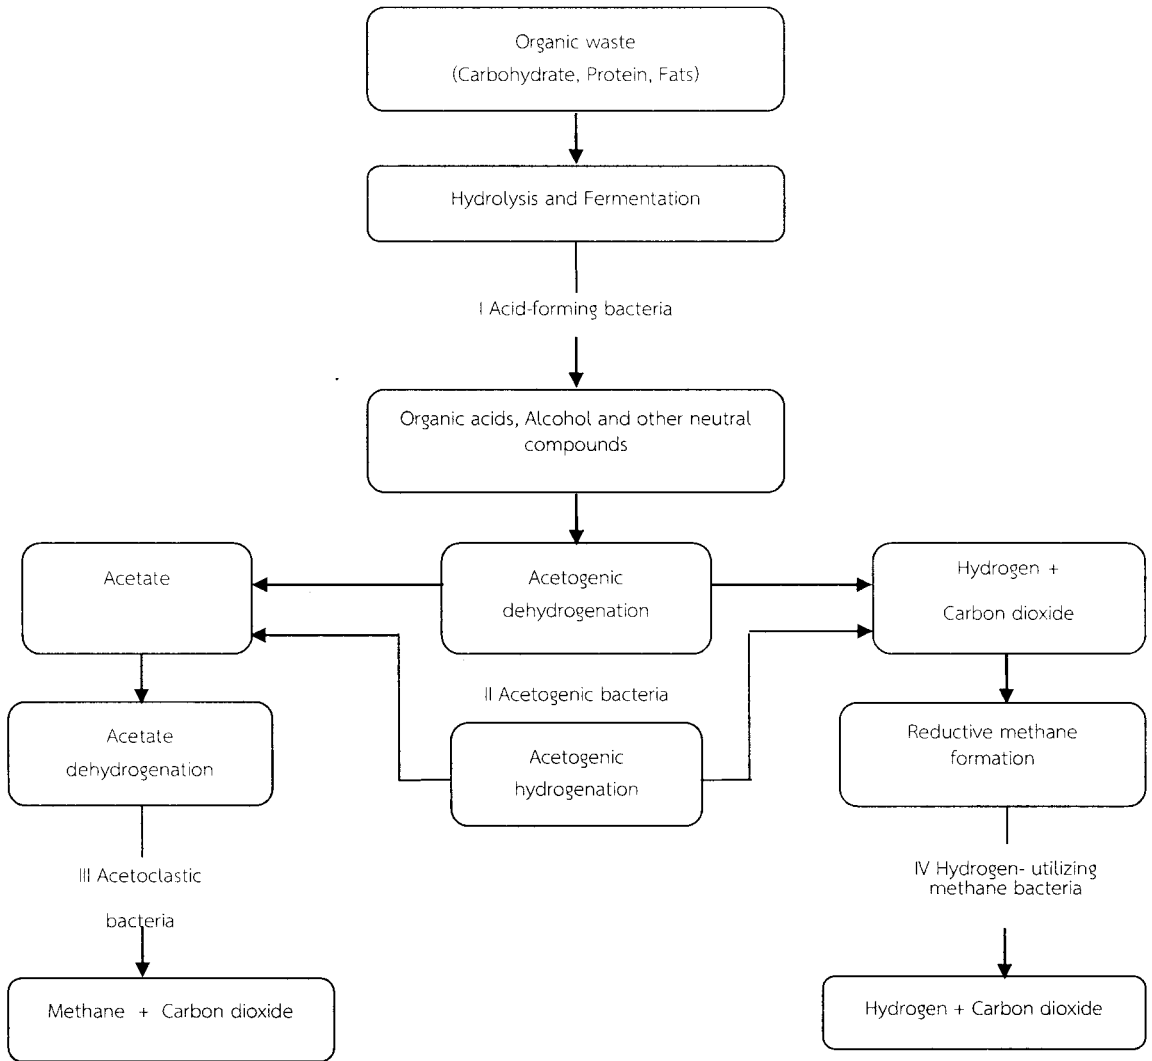 Organic waste
(Carbohydrate, Protein, Fats)
Hydrolysis and Fermentation
I Acid-forming bacteria
Organic acids, Alcohol and other neutral
compounds
Acetate
Acetogenic
dehydrogenation
Hydrogen +
Carbon dioxide
II Acetogenic bacteria
Acetate
dehydrogenation
Acetogenic
hydrogenation
Reductive methane
formation
III Acetoclastic
bacteria
IV Hydrogen- utilizing
methane bacteria
Methane + Carbon dioxide
Hydrogen + Carbon dioxide